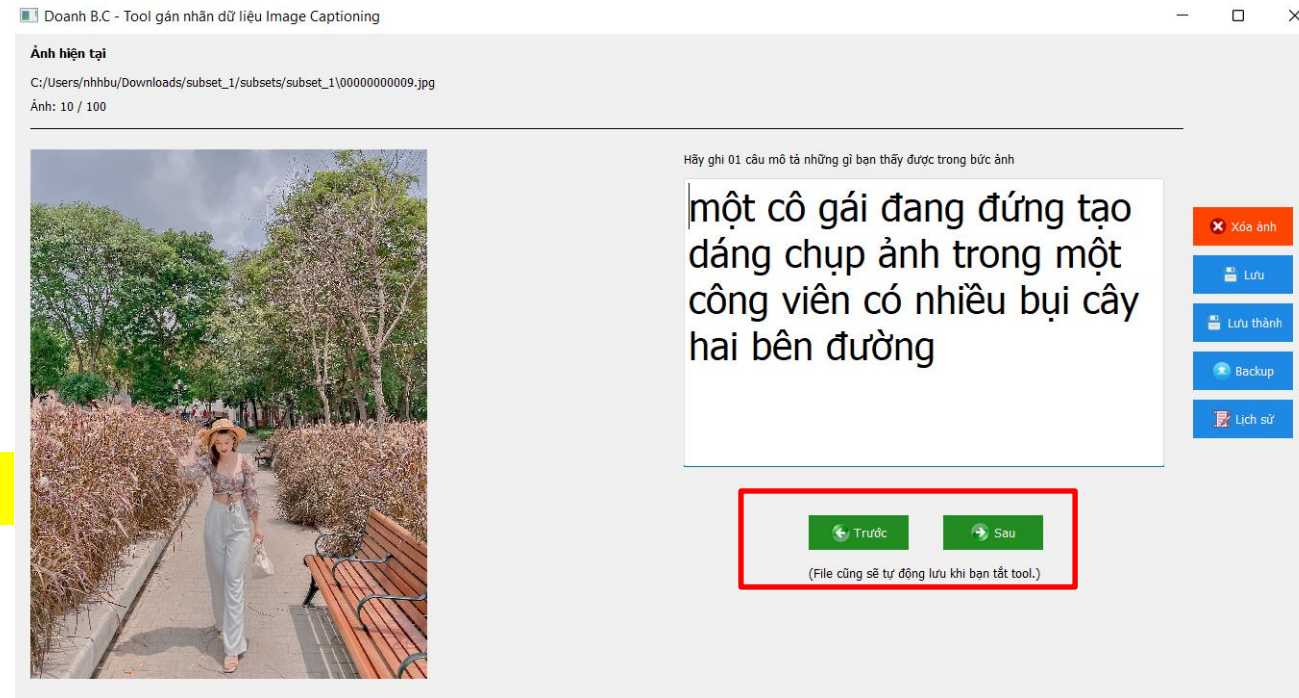 Doanh B.C - Tool gán nhãn dữ liệu Image Captioning
Ảnh hiện tại
C:/Users/nhhbu/Downloads/subset_1/subsets/subset_1\00000000009.jpg
Ảnh: 10 / 100
Hãy ghi 01 câu mô tả những gì bạn thấy được trong bức ảnh
một cô gái đang đứng tạo
dáng chụp ảnh trong một
công viên có nhiều bụi cây
hai bên đường
Xóa ảnh
Lưu
Lưu thành
Backup
Lịch sử
Trước
Sau
(File cũng sẽ tự động lưu khi bạn tắt tool.)